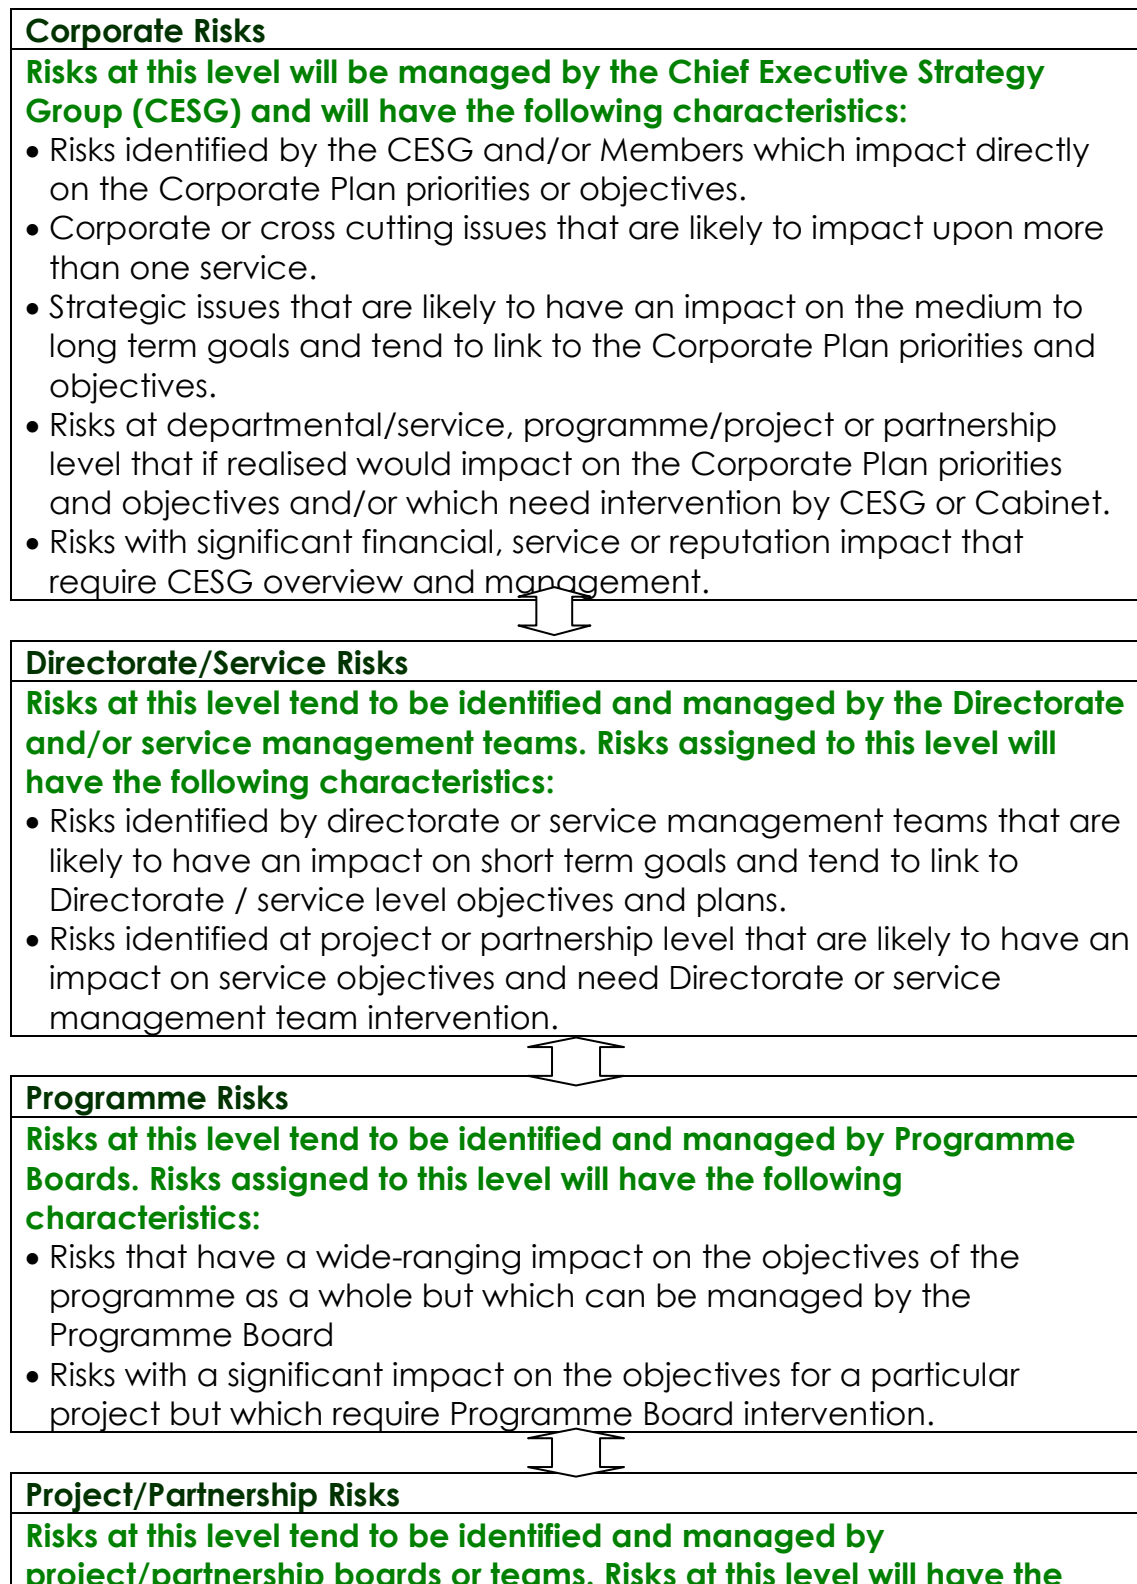 Corporate Risks
Risks at this level will be managed by the Chief Executive Strategy
Group (CESG) and will have the following characteristics:
• Risks identified by the CESG and/or Members which impact directly
on the Corporate Plan priorities or objectives.
• Corporate or cross cutting issues that are likely to impact upon more
than one service.
• Strategic issues that are likely to have an impact on the medium to
long term goals and tend to link to the Corporate Plan priorities and
objectives.
• Risks at departmental/service, programme/project or partnership
level that if realised would impact on the Corporate Plan priorities
and objectives and/or which need intervention by CESG or Cabinet.
• Risks with significant financial, service or reputation impact that
require CESG overview and management.
Directorate/Service Risks
Risks at this level tend to be identified and managed by the Directorate
and/or service management teams. Risks assigned to this level will
have the following characteristics:
• Risks identified by directorate or service management teams that are
likely to have an impact on short term goals and tend to link to
Directorate / service level objectives and plans.
• Risks identified at project or partnership level that are likely to have an
impact on service objectives and need Directorate or service
management team intervention.
Programme Risks
Risks at this level tend to be identified and managed by Programme
Boards. Risks assigned to this level will have the following
characteristics:
• Risks that have a wide-ranging impact on the objectives of the
programme as a whole but which can be managed by the
Programme Board
• Risks with a significant impact on the objectives for a particular
project but which require Programme Board intervention.
Project/Partnership Risks
Risks at this level tend to be identified and managed by
project/partnership boards or teams. Risks at this level will have the